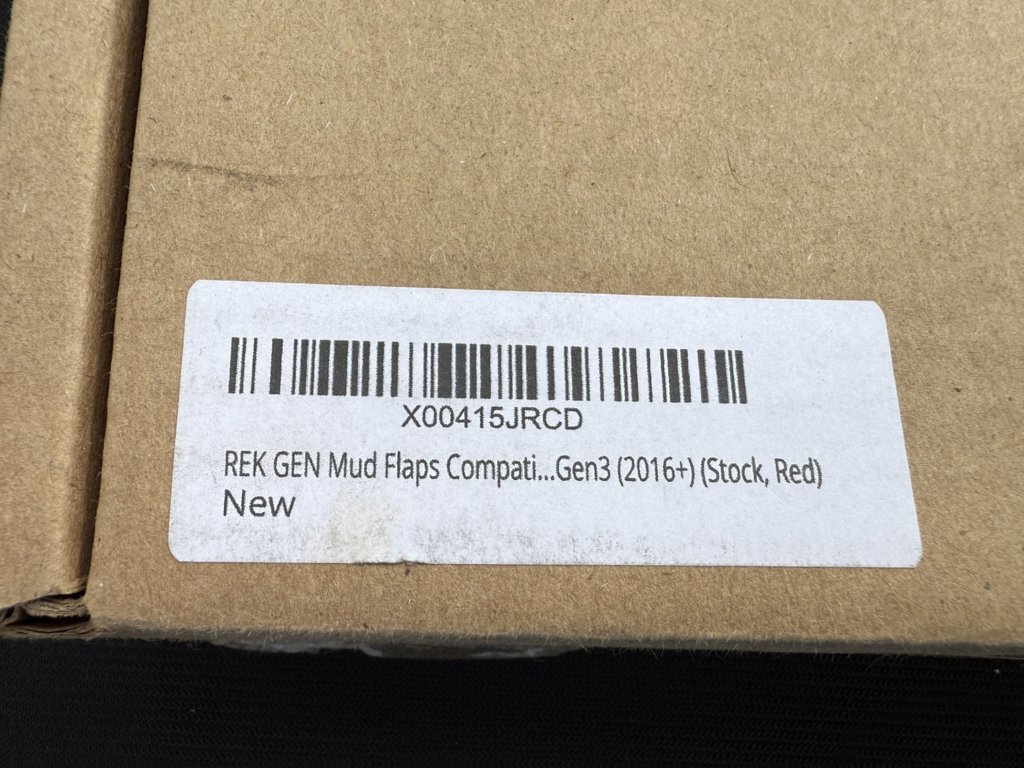 X00415JRCD
REK GEN Mud Flaps Compati...Gen3 (2016+) (Stock, Red)
New